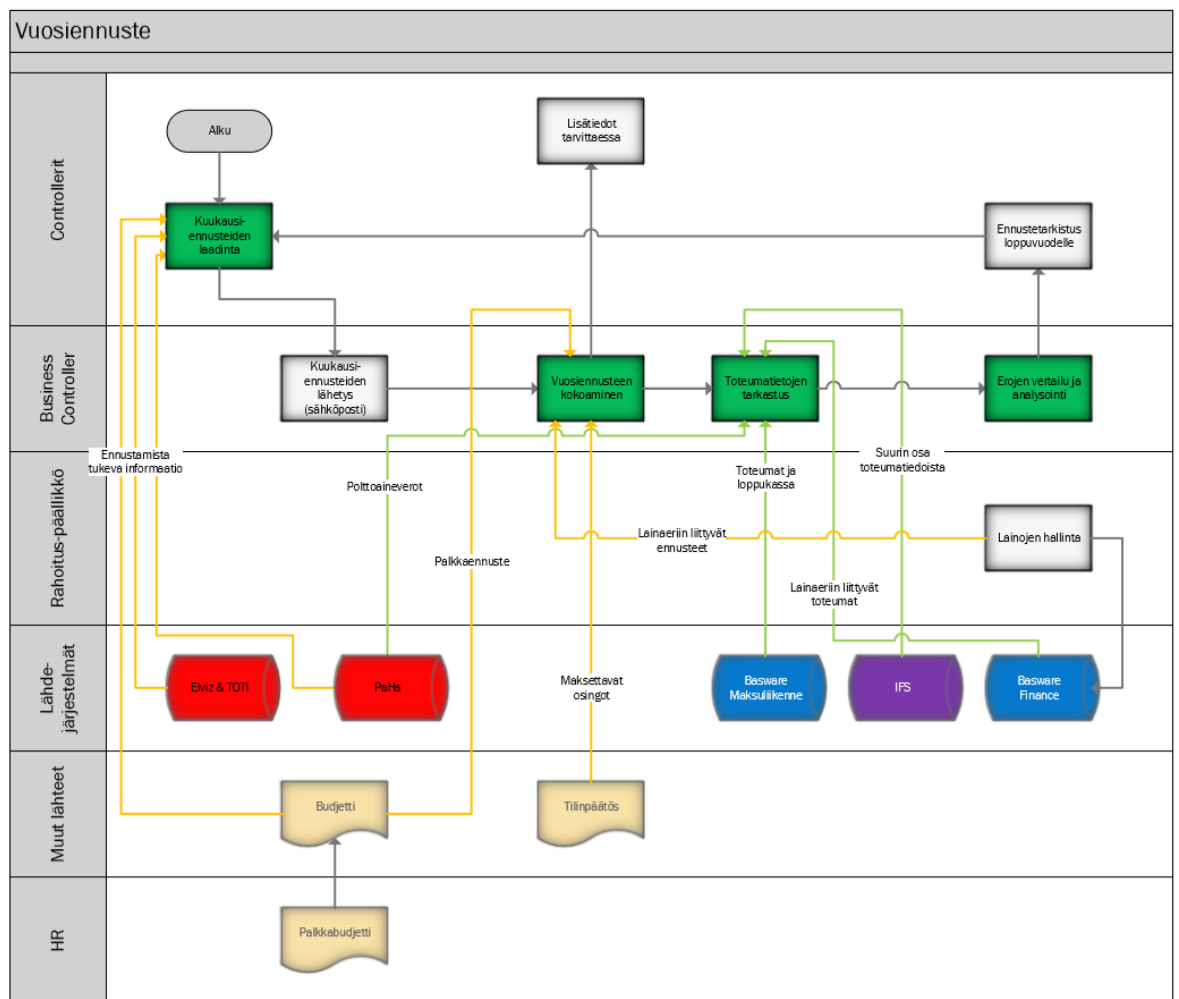 Vuosiennuste
Controllerit
Alku
Lisätiedot
tarvittaessa
Kuukausi-
ennusteiden
laadinta
Ennustetarkistus
loppuvuodelle
Business
Controller
Kuukausi-
ennusteiden
lähetys
(sähköposti)
Vuosiennusteen
kokoaminen
Toteumatietojen
tarkastus
Erojen vertailu ja
analysointi
Ennustamista
tukeva informaatio
Rahoitus-päällikkö
Polttoaineverot
Palkkaennuste
Toteumat ja
loppukassa
Suurin osa
toteumatiedoista
Lainaeriin liittyvät
ennusteet
Lainojen hallinta
Lainaeriin liittyvät
toteumat
Lähde-
järjestelmät
Elviz & TOTI
PaHa
Maksettavat
osingot
Basware
Maksuliikenne
IFS
Basware
Finance
Muut lähteet
Budjetti
Tilinpäätös
HR
Palkkabudjetti